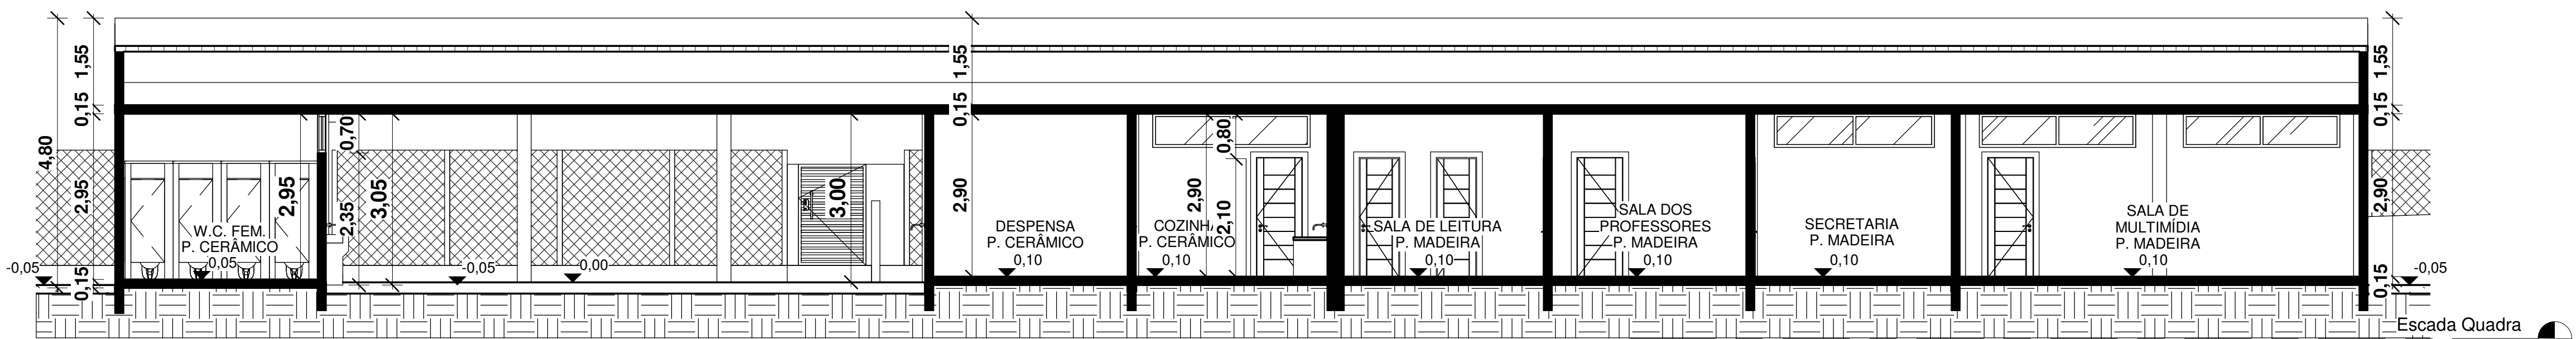 1,55
0,15
4,80
2,95
0,15
-0,05
W.C. FEM.
P. CERÂMICO
0,05
2,95
0,70
2,35
3,05
-0,05
0,00
3,00
1,55
0,15
2,90
DESPENSA
P. CERÂMICO
0,10
COZINHA
P. CERÂMICO
0,10
2,90
0,80
2,10
SALA DE LEITURA
P. MADEIRA
0,10
SALA DOS
PROFESSORES
P. MADEIRA
0,10
SECRETARIA
P. MADEIRA
0,10
SALA DE
MULTIMÍDIA
P. MADEIRA
0,10
1,55
0,15
2,90
0,15
-0,05
Escada Quadra